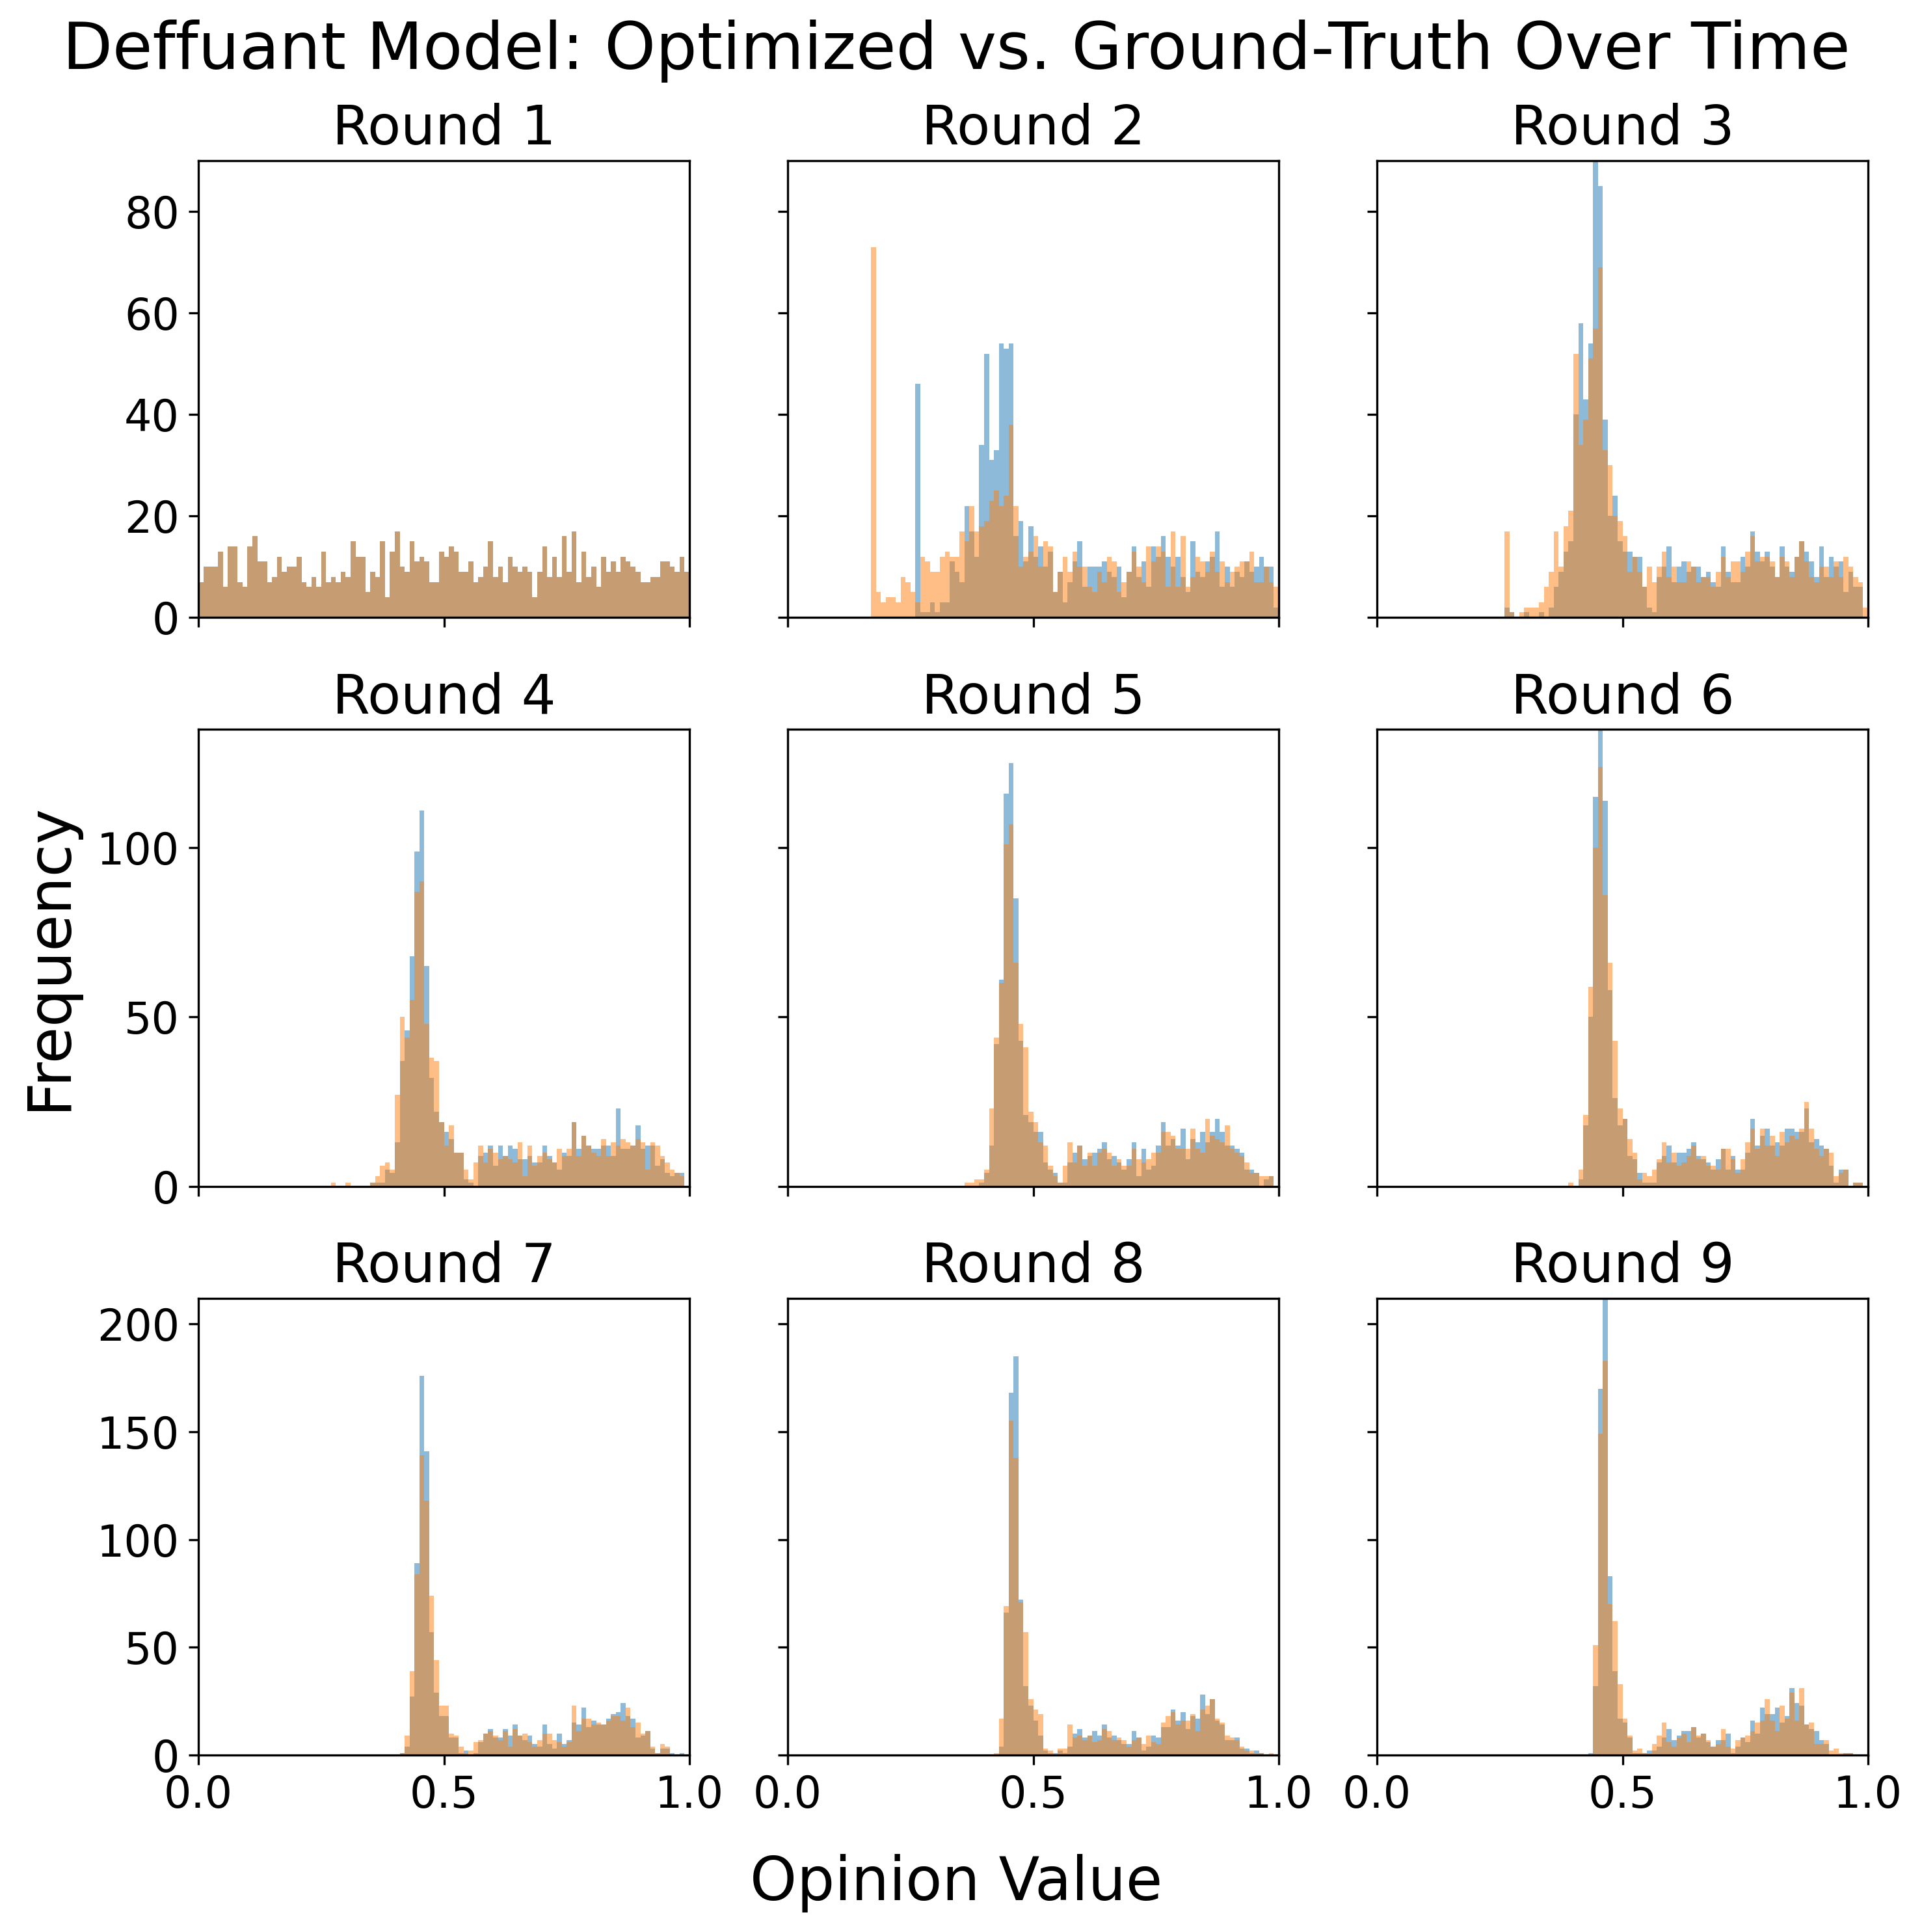 Deffuant Model: Optimized vs. Ground-Truth Over Time
Round 1
Round 2
Round 3
80
60
40
20
0
Round 4
Round 5
Round 6
100
50
0
Round 7
Round 8
Round 9
200
150
100
50
0
0.0 0.5 1.0
0.0 0.5 1.0
0.0 0.5 1.0
Frequency
Opinion Value